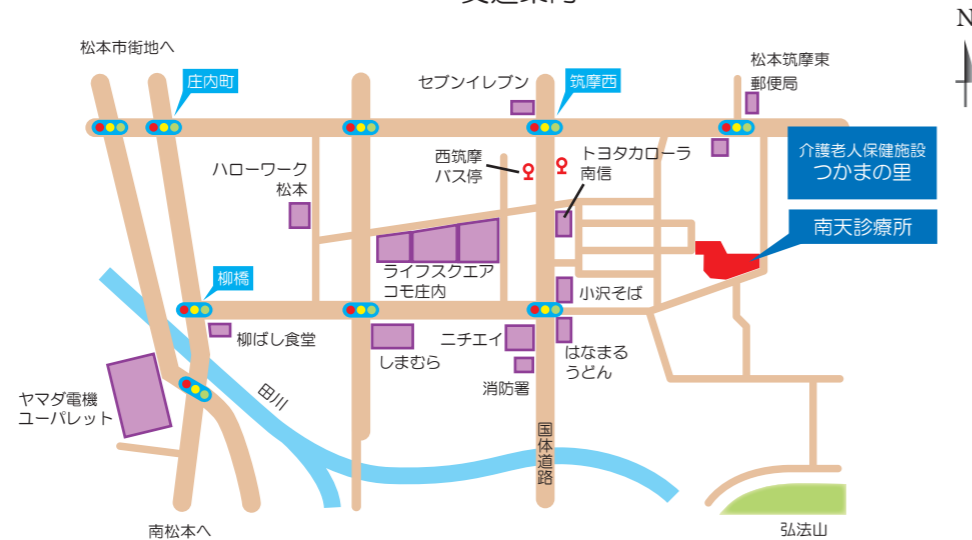 交通案内
N
松本市街地へ
庄内町
セブンイレブン
筑摩西
松本筑摩東
郵便局
ハローワーク
松本
西筑摩
バス停
トヨタカローラ
南信
介護老人保健施設
つかまの里
南天診療所
ライフスクエア
コモ庄内
柳橋
小沢そば
柳ばし食堂
しまむら
ニチエイ
はなまる
うどん
消防署
ヤマダ電機
ユーパレット
田川
国体道路
南松本へ
弘法山